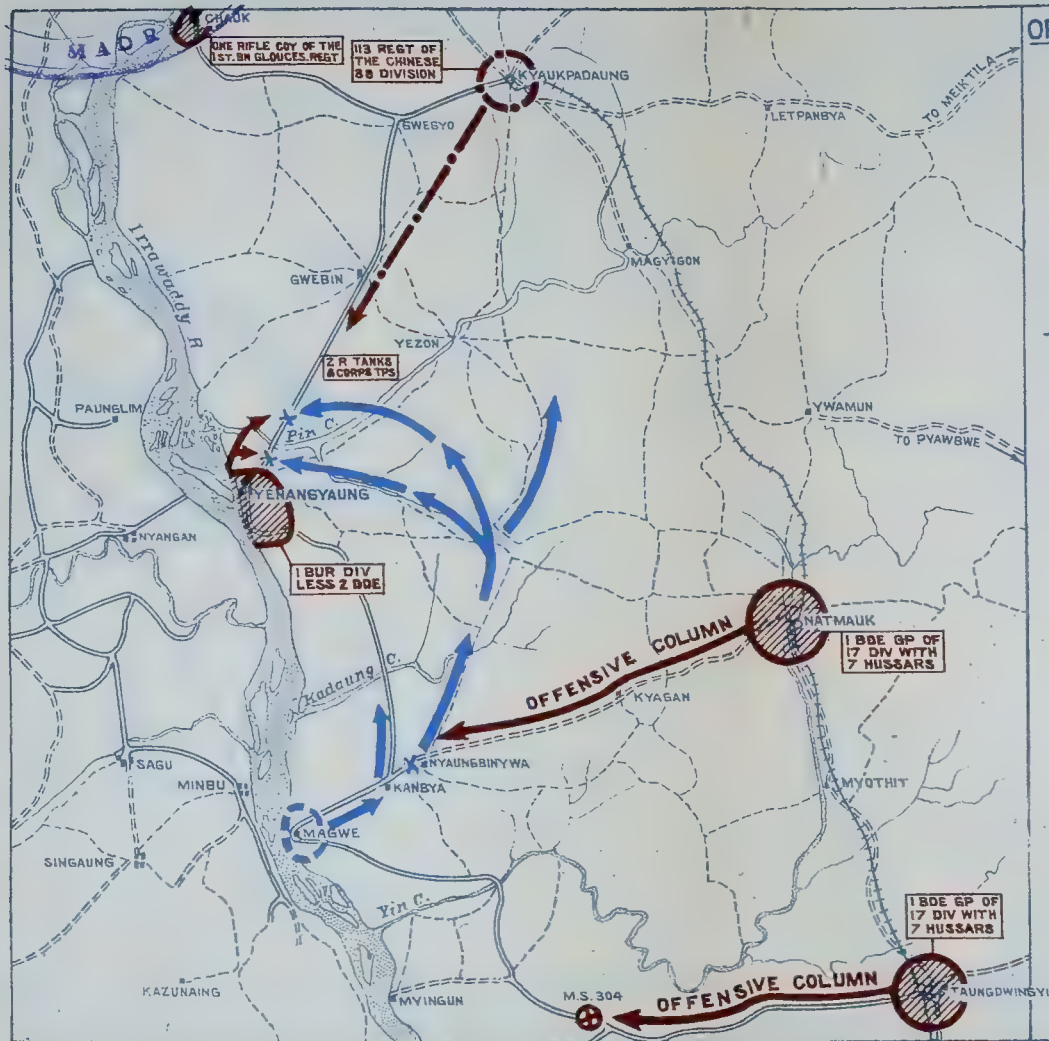 CHAUK
MADR
ONE RIFLE COY OF THE
1ST. BN GLOUCES. REGT
113 REGT OF
THE CHINESE
38 DIVISION
KYAUKPADAUNG
TO MEIKTILA
LETPANBYA
GWEGYO
Irrawaddy R
MAGYIGON
GWEBIN
YEZON
2 R TANKS
& CORPS TPS
PAUNGLIM
Pin C.
YWAMUN
TO PYAWBWE
YENANGYAUNG
NYANGAN
1 BUR DIV
LESS 2 BDE
NATMAUK
OFFENSIVE COLUMN
1 BDE GP OF
17 DIV WITH
7 HUSSARS
Kadaung C.
KYAGAN
SAGU
NYAUNGBINYWA
MINBU
KANBYA
MYOTHIT
MAGWE
SINGAUNG
Yin C.
1 BDE GP OF
17 DIV WITH
7 HUSSARS
KAZUNAING
MYINGUN
M.S. 304
OFFENSIVE COLUMN
TAUNGDWINGYI